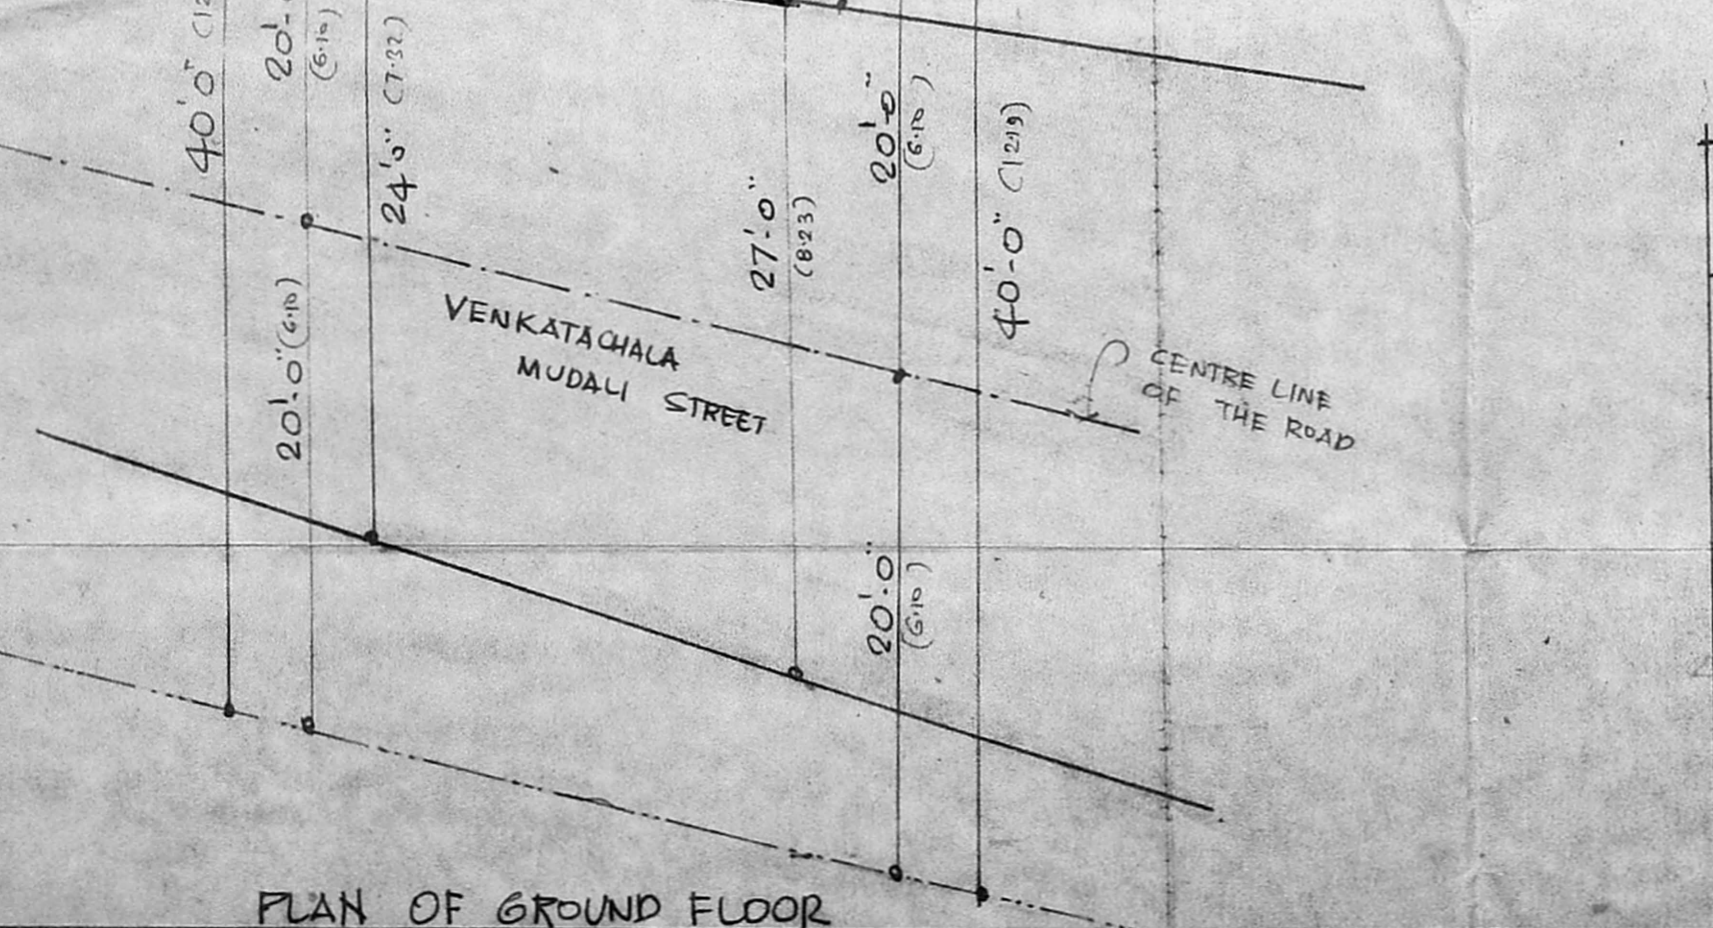 40'0" (12
20'-
(6.10)
24'0" (7.32)
27'-0"
(8.23)
20'-0"
(6.10)
40'-0" (12.19)
20'-0" (6.10)
VENKATACHALA
MUDALI STREET
CENTRE LINE
OF THE ROAD
20'-0"
(6.10)
PLAN OF GROUND FLOOR